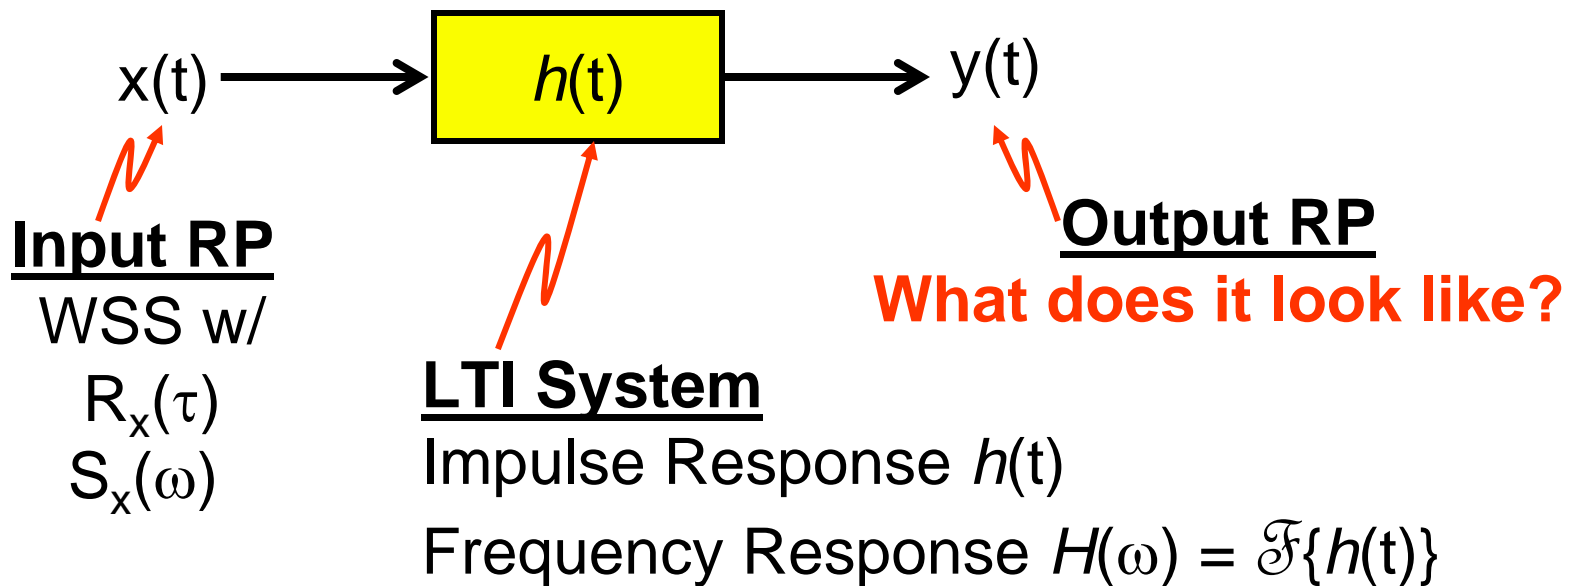 x(t)
h(t)
y(t)
Input RP
WSS w/
Rₓ(τ)
Sₓ(ω)
LTI System
Impulse Response h(t)
Frequency Response H(ω) = ℱ{h(t)}
Output RP
What does it look like?